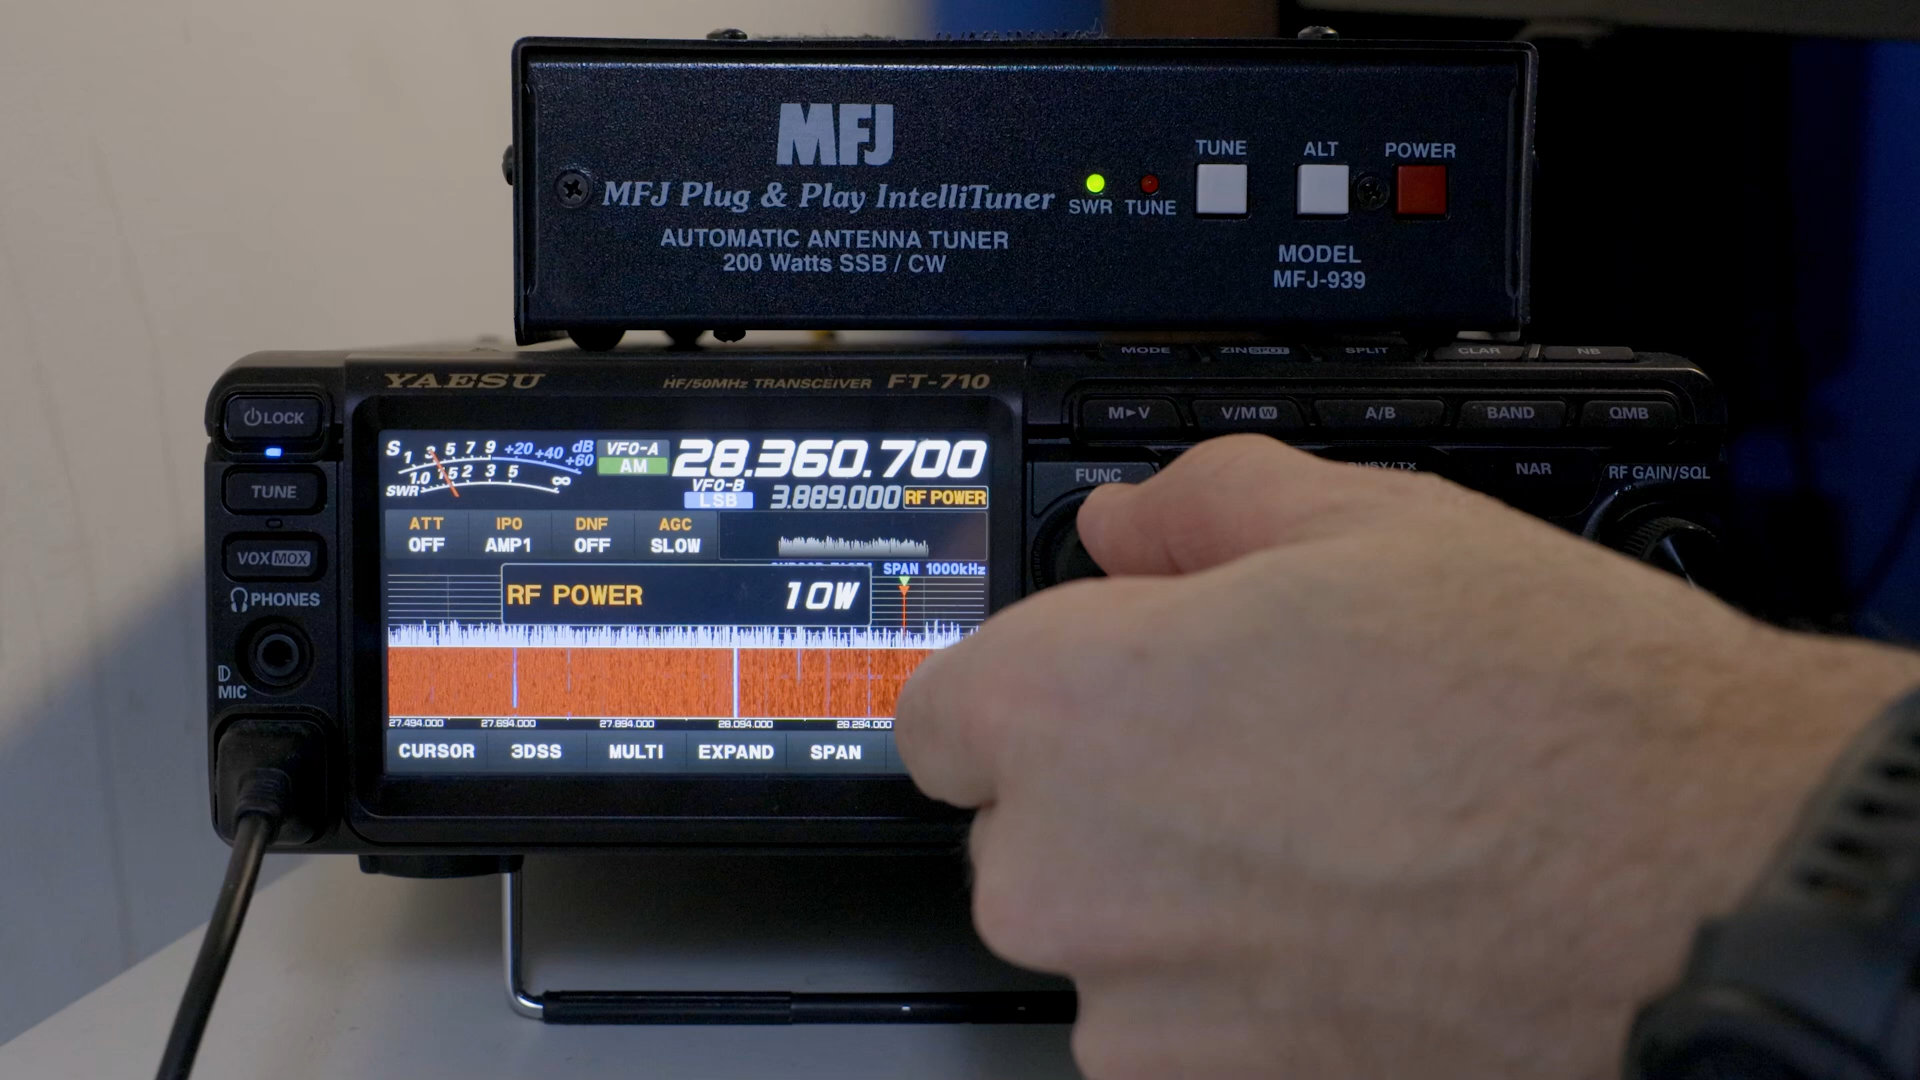 MFJ
MFJ Plug & Play IntelliTuner
AUTOMATIC ANTENNA TUNER
200 Watts SSB / CW
SWR TUNE
TUNE ALT POWER
MODEL
MFJ-939
MODE ZIN SPOT SPLIT CLAR NB
YAESU HF/50MHz TRANSCEIVER FT-710
LOCK
M►V V/M W A/B BAND QMB
S 1 3 5 7 9 +20 +40 +60 dB
SWR 1.0 1.5 2 3 5 ∞
VFO-A
AM
28.360.700
VFO-B
LSB
3.889.000 RF POWER
TUNE
FUNC NAR RF GAIN/SQL
ATT IPO DNF AGC
OFF AMP1 OFF SLOW
VOX MOX
SPAN 1000kHz
RF POWER 10W
PHONES
MIC
27.494.000 27.694.000 27.894.000 28.094.000 28.294.000
CURSOR 3DSS MULTI EXPAND SPAN